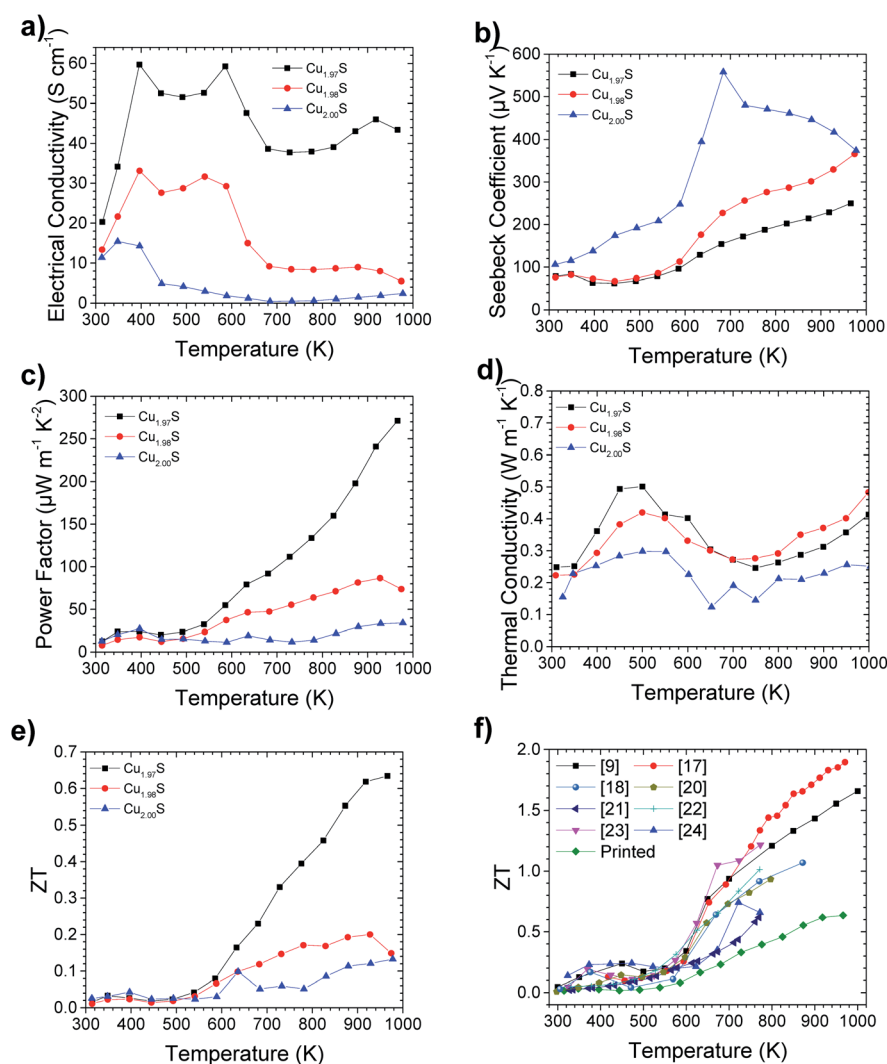 a)
Electrical Conductivity (S cm⁻¹)
60
50
40
30
20
10
0
Cu₁.₉₇S
Cu₁.₉₈S
Cu₂.₀₀S
300 400 500 600 700 800 900 1000
Temperature (K)
b)
Seebeck Coefficient (µV K⁻¹)
600
500
400
300
200
100
0
Cu₁.₉₇S
Cu₁.₉₈S
Cu₂.₀₀S
300 400 500 600 700 800 900 1000
Temperature (K)
c)
Power Factor (µW m⁻¹ K⁻²)
300
250
200
150
100
50
0
Cu₁.₉₇S
Cu₁.₉₈S
Cu₂.₀₀S
300 400 500 600 700 800 900 1000
Temperature (K)
d)
Thermal Conductivity (W m⁻¹ K⁻¹)
0.8
0.7
0.6
0.5
0.4
0.3
0.2
0.1
0.0
Cu₁.₉₇S
Cu₁.₉₈S
Cu₂.₀₀S
300 400 500 600 700 800 900 1000
Temperature (K)
e)
ZT
0.7
0.6
0.5
0.4
0.3
0.2
0.1
0.0
Cu₁.₉₇S
Cu₁.₉₈S
Cu₂.₀₀S
300 400 500 600 700 800 900 1000
Temperature (K)
f)
ZT
2.0
1.5
1.0
0.5
0.0
[9] [17]
[18] [20]
[21] [22]
[23] [24]
Printed
300 400 500 600 700 800 900 1000
Temperature (K)